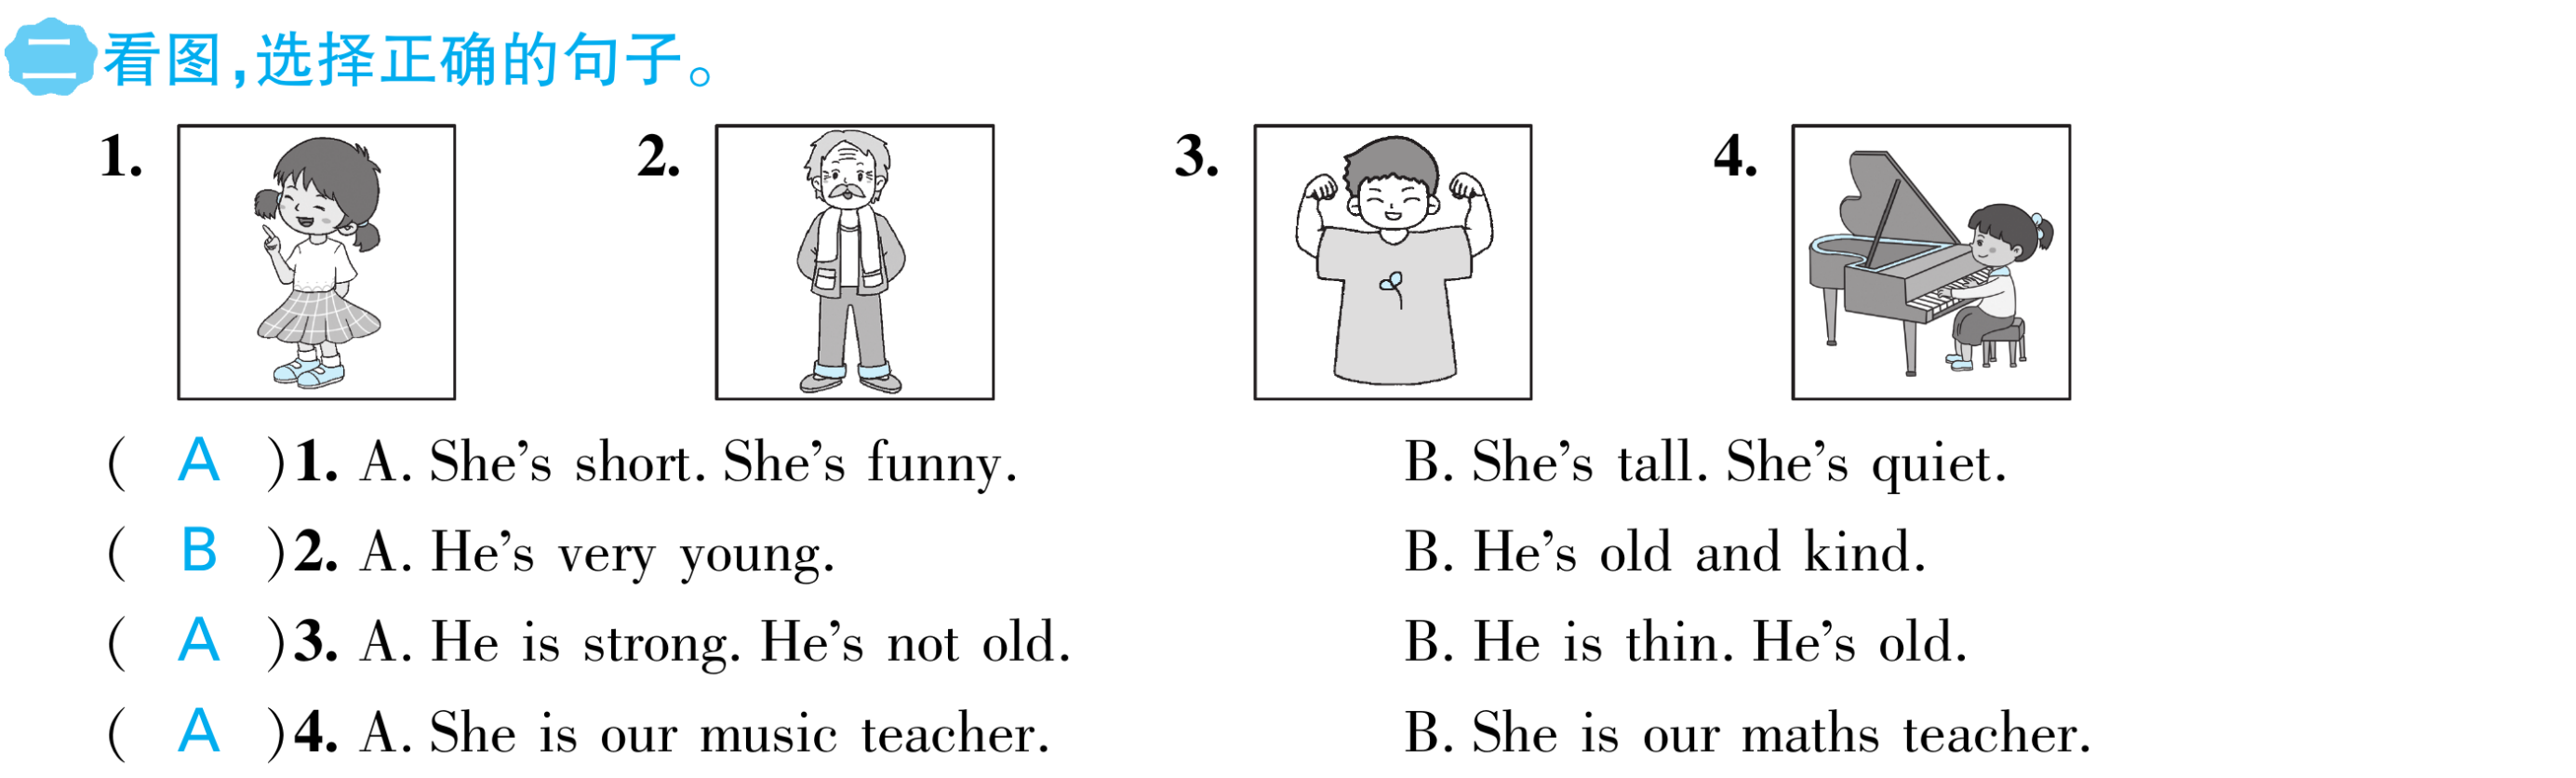 二 看图,选择正确的句子。
1. 2. 3. 4.
( A )1. A. She’s short. She’s funny. B. She’s tall. She’s quiet.
( B )2. A. He’s very young. B. He’s old and kind.
( A )3. A. He is strong. He’s not old. B. He is thin. He’s old.
( A )4. A. She is our music teacher. B. She is our maths teacher.